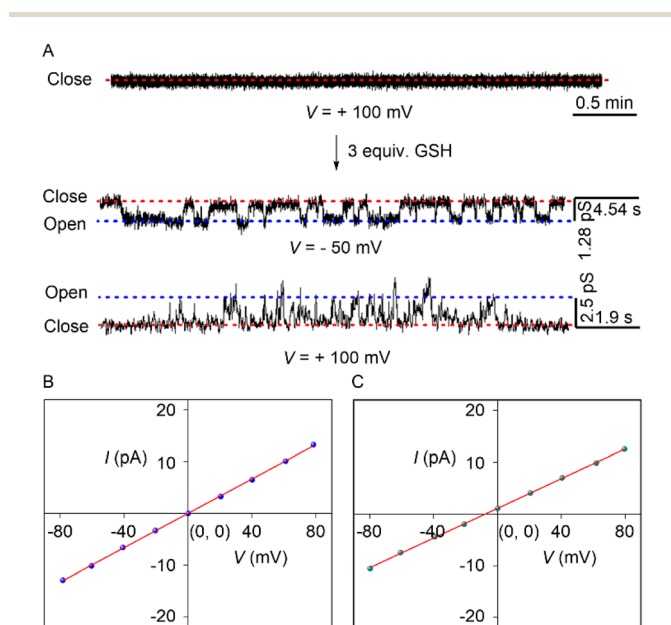 A
Close
0.5 min
V = + 100 mV
3 equiv. GSH
Close
Open
4.54 s
1.28 pS
V = - 50 mV
Open
Close
2.5 pS
1.9 s
V = + 100 mV
B
20
I (pA)
10
-80
-40
(0, 0)
40
80
V (mV)
-10
-20
C
20
I (pA)
10
-80
-40
(0, 0)
40
80
V (mV)
-10
-20